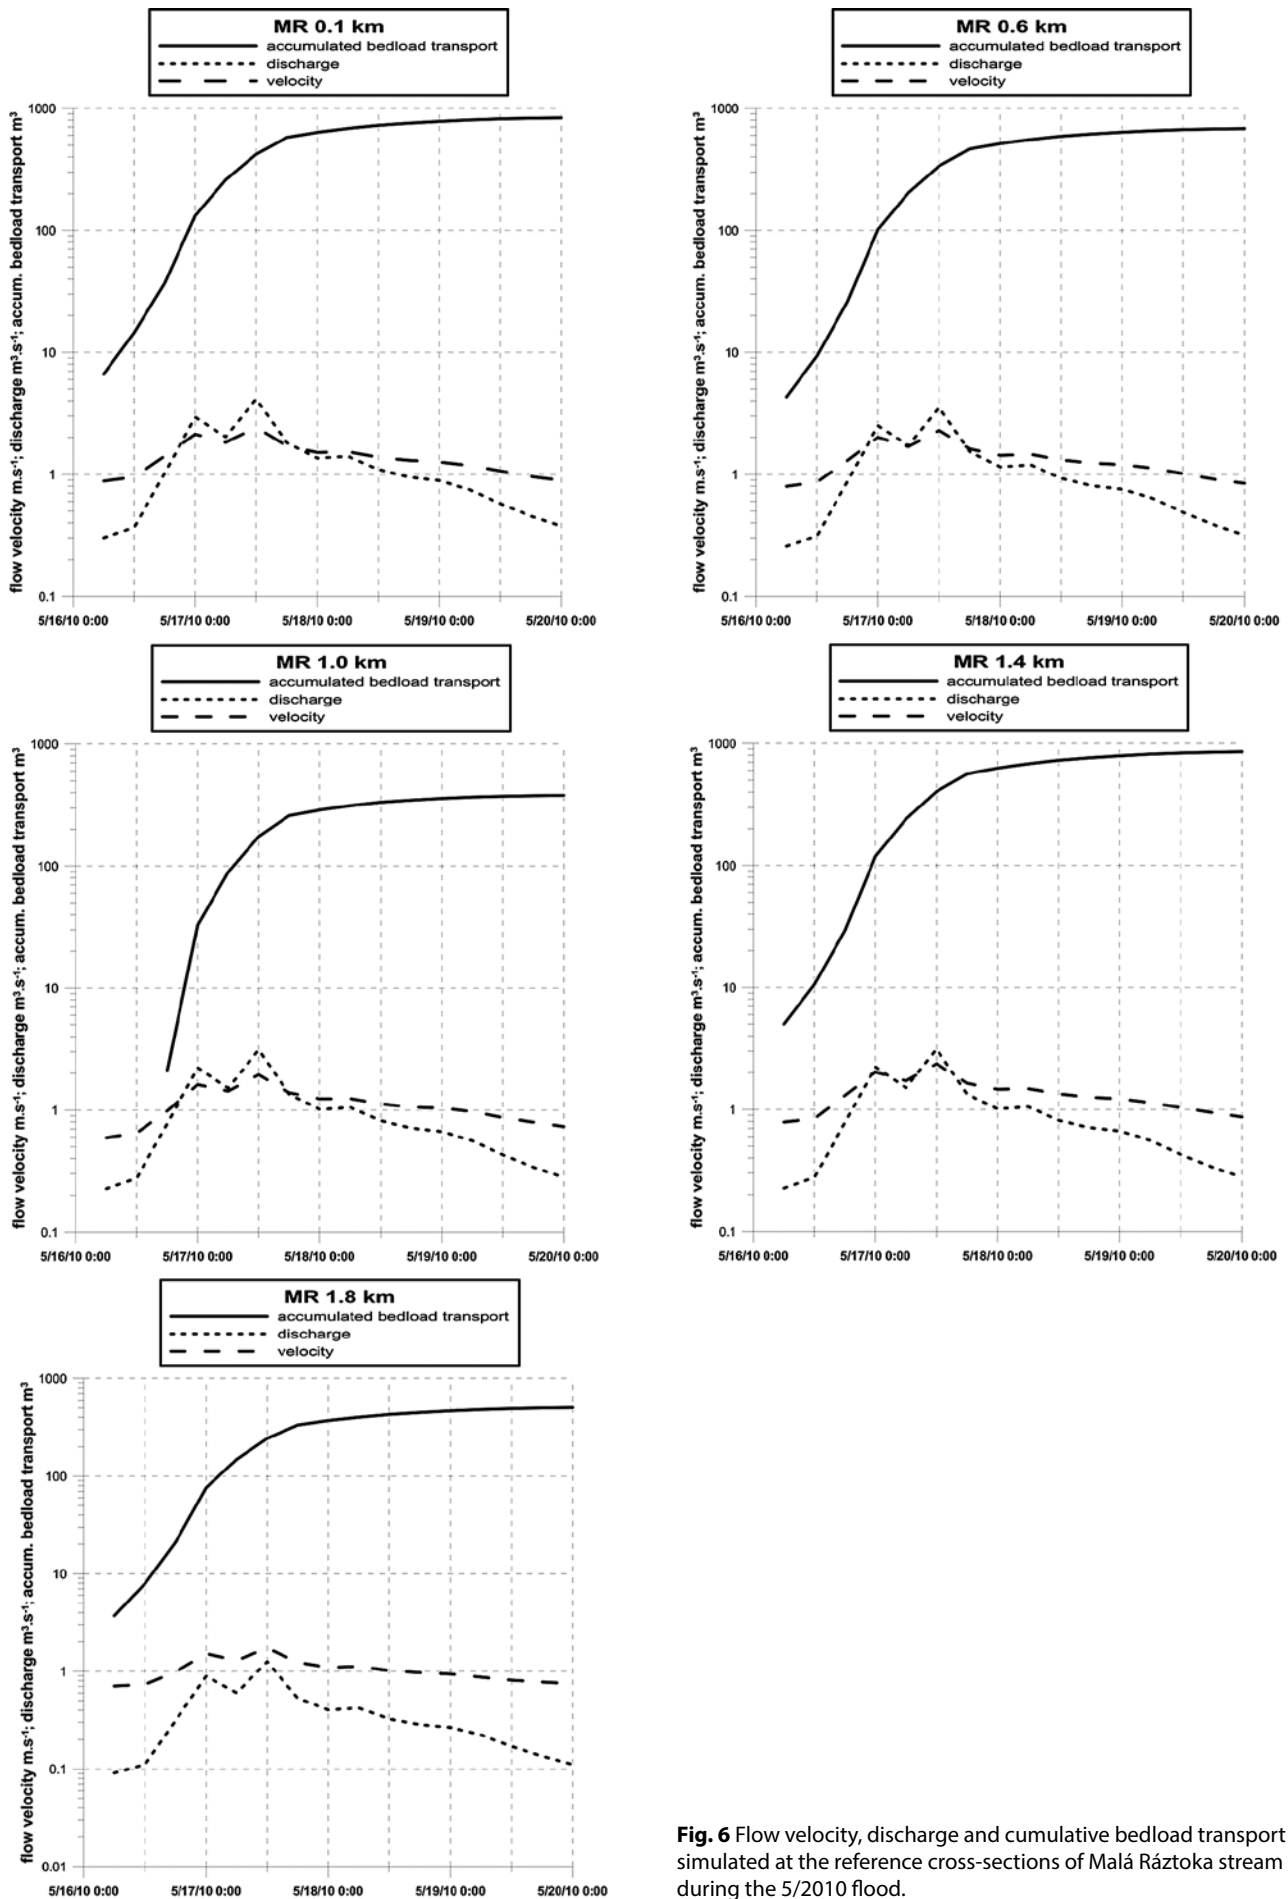 MR 0.1 km
accumulated bedload transport
discharge
velocity
flow velocity m.s⁻¹; discharge m³.s⁻¹; accum. bedload transport m³
1000
100
10
1
0.1
5/16/10 0:00 5/17/10 0:00 5/18/10 0:00 5/19/10 0:00 5/20/10 0:00
MR 0.6 km
accumulated bedload transport
discharge
velocity
flow velocity m.s⁻¹; discharge m³.s⁻¹; accum. bedload transport m³
1000
100
10
1
0.1
5/16/10 0:00 5/17/10 0:00 5/18/10 0:00 5/19/10 0:00 5/20/10 0:00
MR 1.0 km
accumulated bedload transport
discharge
velocity
flow velocity m.s⁻¹; discharge m³.s⁻¹; accum. bedload transport m³
1000
100
10
1
0.1
5/16/10 0:00 5/17/10 0:00 5/18/10 0:00 5/19/10 0:00 5/20/10 0:00
MR 1.4 km
accumulated bedload transport
discharge
velocity
flow velocity m.s⁻¹; discharge m³.s⁻¹; accum. bedload transport m³
1000
100
10
1
0.1
5/16/10 0:00 5/17/10 0:00 5/18/10 0:00 5/19/10 0:00 5/20/10 0:00
MR 1.8 km
accumulated bedload transport
discharge
velocity
flow velocity m.s⁻¹; discharge m³.s⁻¹; accum. bedload transport m³
1000
100
10
1
0.1
0.01
5/16/10 0:00 5/17/10 0:00 5/18/10 0:00 5/19/10 0:00 5/20/10 0:00
Fig. 6 Flow velocity, discharge and cumulative bedload transport
simulated at the reference cross-sections of Malá Ráztoka stream
during the 5/2010 flood.